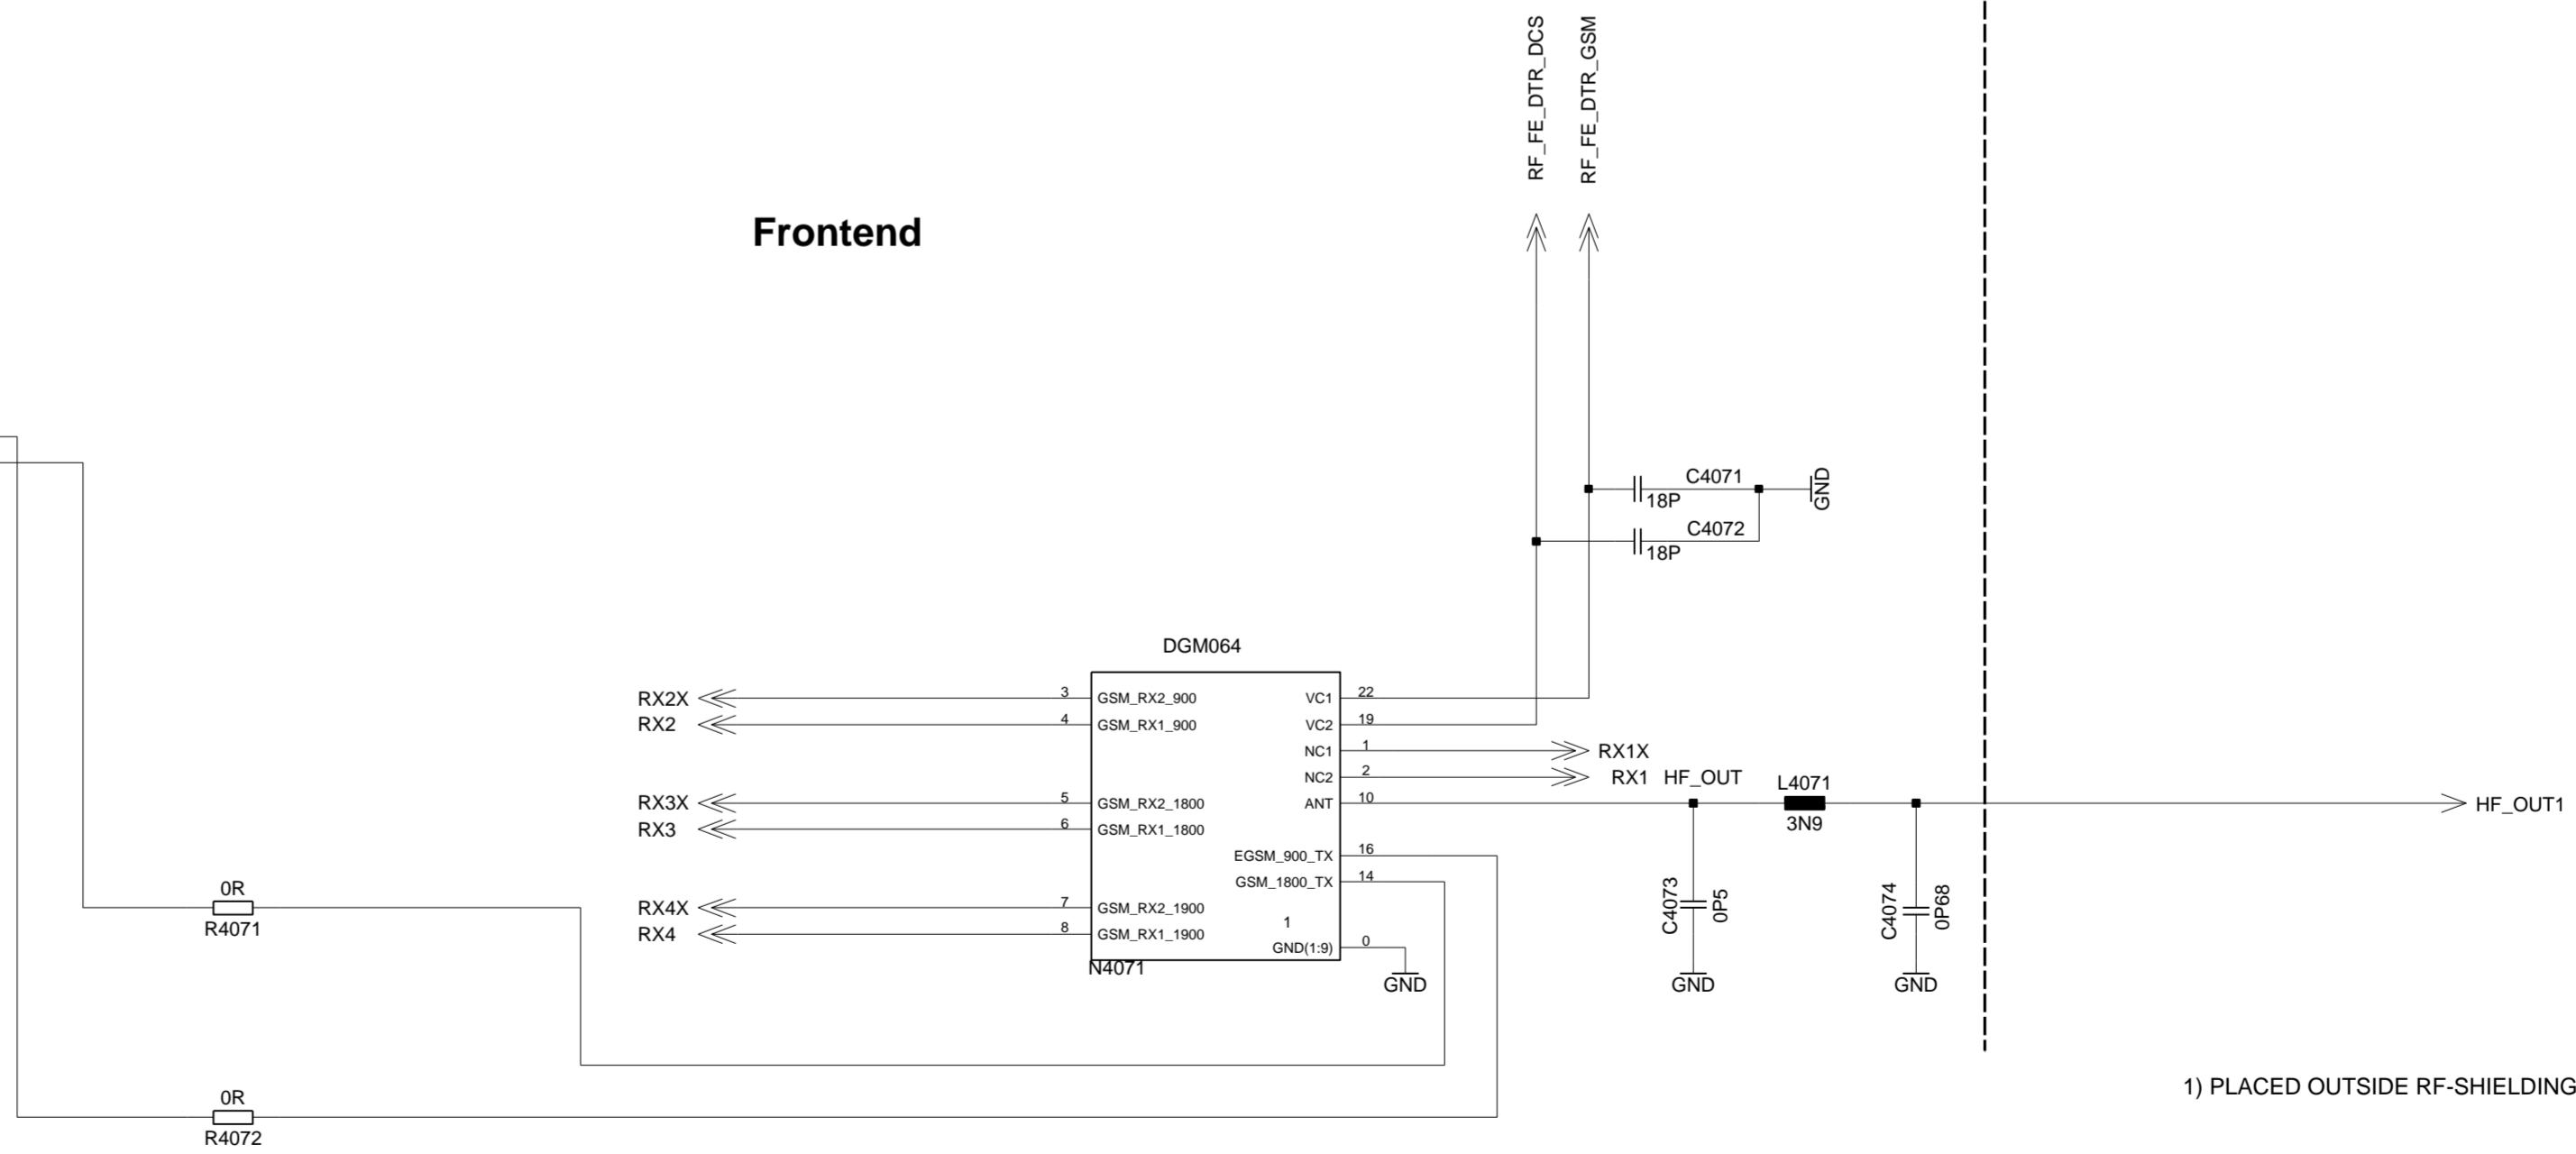 RF_FE_DTR_DCS
RF_FE_DTR_GSM
Frontend
C4071
18P
GND
C4072
18P
DGM064
RX2X
3
GSM_RX2_900
VC1
22
RX2
4
GSM_RX1_900
VC2
19
NC1
1
RX1X
NC2
2
RX1
HF_OUT
L4071
3N9
RX3X
5
GSM_RX2_1800
ANT
10
HF_OUT1
RX3
6
GSM_RX1_1800
EGSM_900_TX
16
GSM_1800_TX
14
0R
R4071
RX4X
7
GSM_RX2_1900
1
RX4
8
GSM_RX1_1900
GND(1:9)
0
N4071
GND
C4073
0P5
GND
C4074
0P68
GND
1) PLACED OUTSIDE RF-SHIELDING
0R
R4072